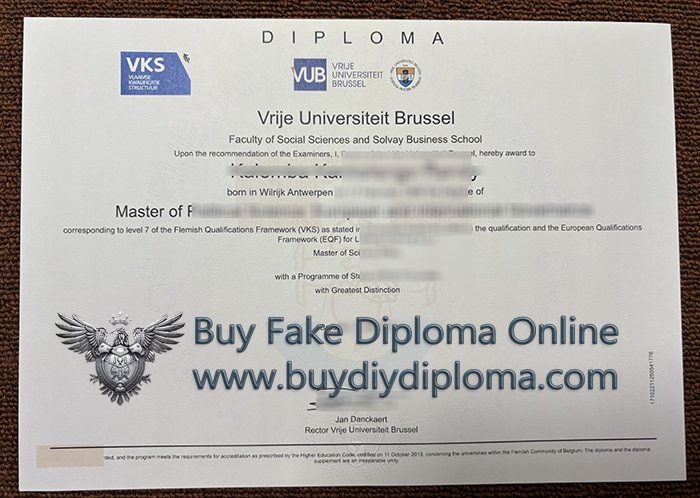 DIPLOMA
VKS
VLAAMSE
KWALIFICATIE
STRUCTUUR
VUB
VRIJE
UNIVERSITEIT
BRUSSEL
Vrije Universiteit Brussel
Faculty of Social Sciences and Solvay Business School
Upon the recommendation of the Examiners, I, hereby award to
born in Wilrijk Antwerpen of
Master of
corresponding to level 7 of the Flemish Qualifications Framework (VKS) as stated the qualification and the European Qualifications
Framework (EQF) for
Master of
with a Programme of
with Greatest Distinction
Buy Fake Diploma Online
www.buydiydiploma.com
Jan Danckaert
Rector Vrije Universiteit Brussel
and the program meets the requirements for accreditation as prescribed by the Higher Education Code, codified on 11 October 2013, concerning the universities within the Flemish Community of Belgium. The diploma and the diploma
supplement are an inseparable unity.